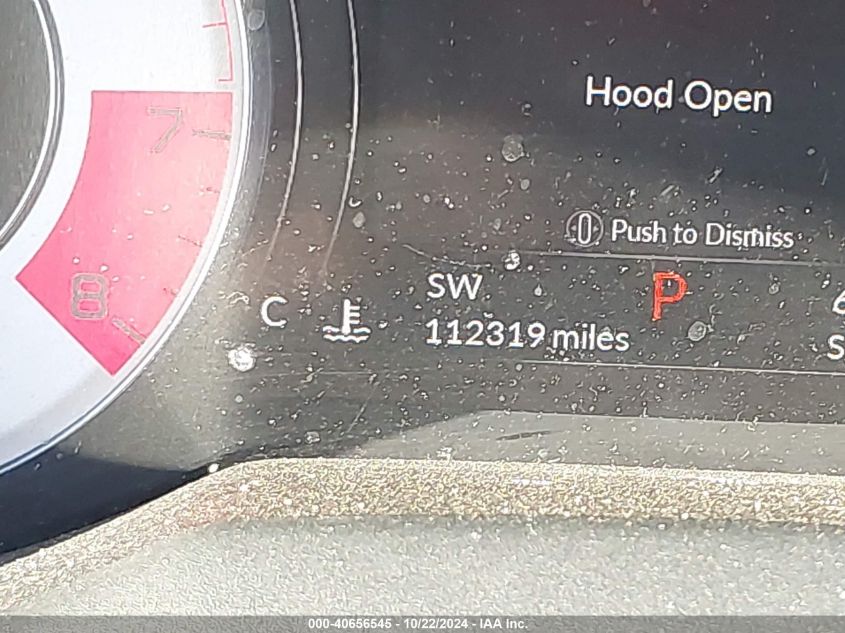 7
Hood Open
Push to Dismiss
8
SW
P
C
112319 miles
000-40656545 - 10/22/2024 - IAA Inc.